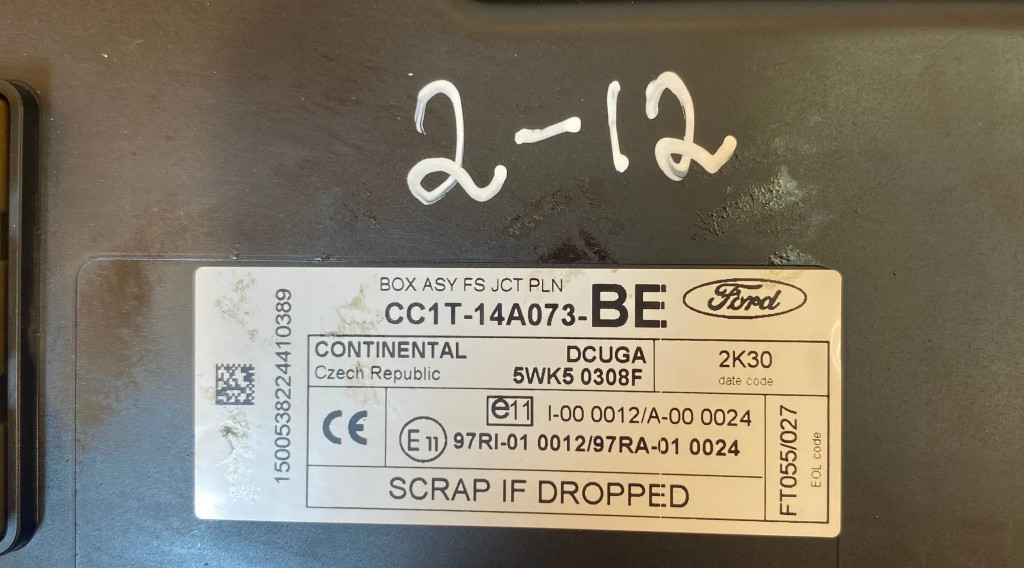 2-12
BOX ASY FS JCT PLN
CC1T-14A073-BE
Ford
CONTINENTAL DCUGA
Czech Republic 5WK5 0308F
2K30
date code
1500538224410389
CE
e11 I-00 0012/A-00 0024
E11 97RI-01 0012/97RA-01 0024
FT055/027
EOL code
SCRAP IF DROPPED